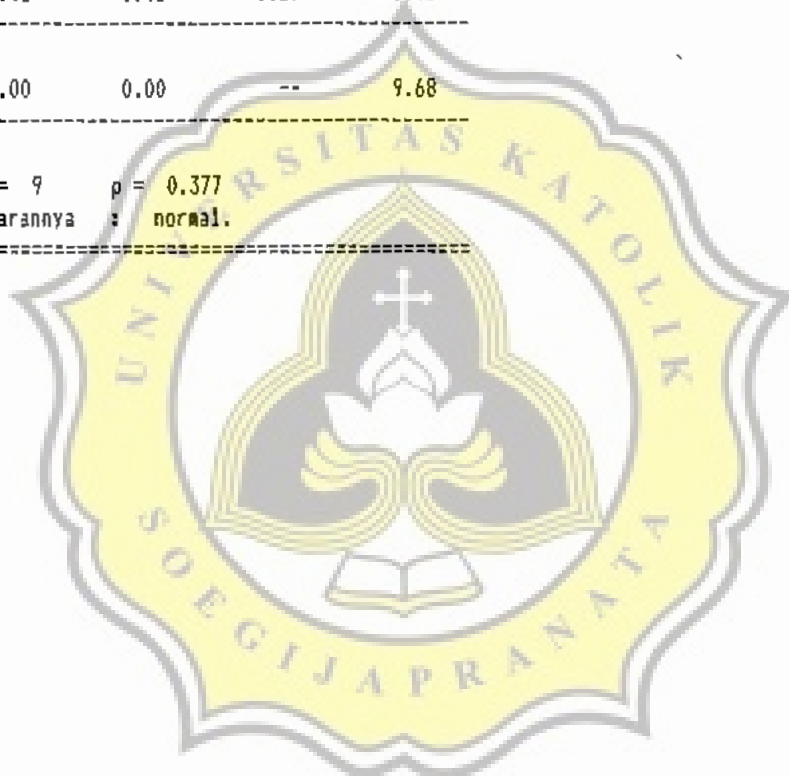 .00 0.00 -- 9.68
= 9 p = 0.377
arannya : normal.
UNIVERSITAS KATOLIK
SOEGIJAPRANATA